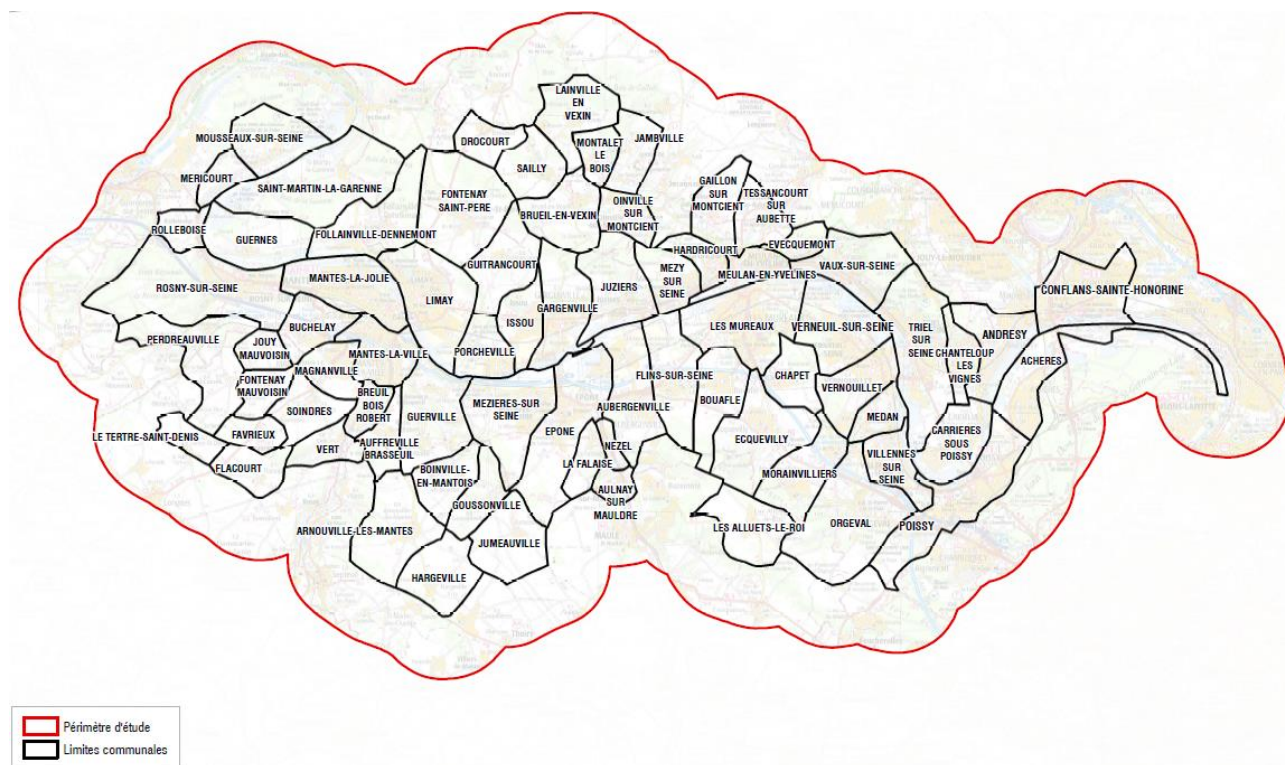 LAINVILLE
EN
VEXIN
MOUSSEAUX-SUR-SEINE
DROCOURT
MONTALET
LE
BOIS
JAMBVILLE
SAILLY
MERICOURT
SAINT-MARTIN-LA-GARENNE
FONTENAY
SAINT-PERE
GAILLON
SUR
MONTCIENT
TESSANCOURT
SUR
AUBETTE
OINVILLE
SUR
MONTCIENT
BRUEIL-EN-VEXIN
ROLLEBOISE
GUERNES
FOLLAINVILLE-DENNEMONT
EVECQUEMONT
HARDRICOURT
GUITRANCOURT
MEZY
SUR
SEINE
MEULAN-EN-YVELINES
VAUX-SUR-SEINE
MANTES-LA-JOLIE
ROSNY-SUR-SEINE
LIMAY
JUZIERS
CONFLANS-SAINTE-HONORINE
GARGENVILLE
ISSOU
BUCHELAY
LES MUREAUX
VERNEUIL-SUR-SEINE
TRIEL
SUR
SEINE
ANDRESY
PERDREAUVILLE
JOUY
MAUVOISIN
MANTES-LA-VILLE
PORCHEVILLE
CHANTELOUP
LES
VIGNES
ACHERES
MAGNANVILLE
FLINS-SUR-SEINE
CHAPET
FONTENAY
MAUVOISIN
VERNOUILLET
BREUIL
BOIS
ROBERT
MEZIERES-SUR
SEINE
BOUAFLE
SOINDRES
GUERVILLE
AUBERGENVILLE
MEDAN
EPONE
CARRIERES
SOUS
POISSY
LE TERTRE-SAINT-DENIS
FAVRIEUX
VERT
AUFFREVILLE
BRASSEUIL
NEZEL
ECQUEVILLY
VILLENNES
SUR
SEINE
FLACOURT
BOINVILLE-
EN-MANTOIS
LA FALAISE
MORAINVILLIERS
AULNAY
SUR
MAULDRE
GOUSSONVILLE
ARNOUVILLE-LES-MANTES
LES ALLUETS-LE-ROI
ORGEVAL
POISSY
JUMEAUVILLE
HARGEVILLE
Périmètre d'étude
Limites communales